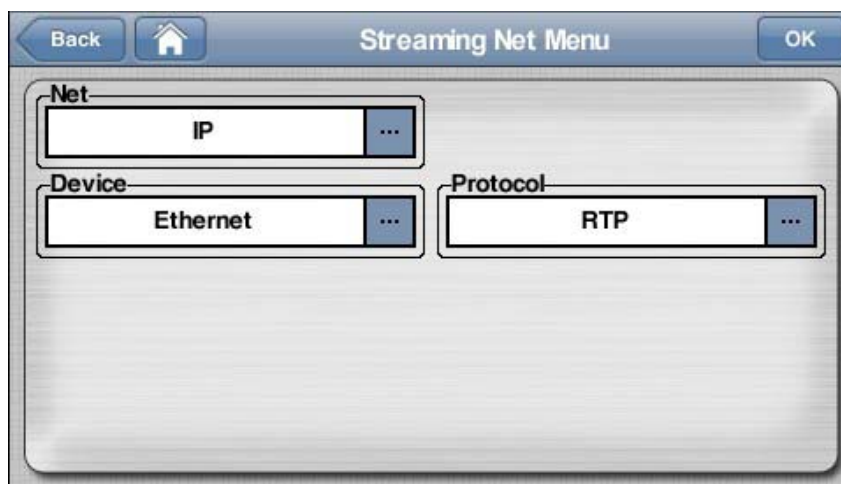 Back
Streaming Net Menu
OK
Net
IP
...
Device
Ethernet
...
Protocol
RTP
...